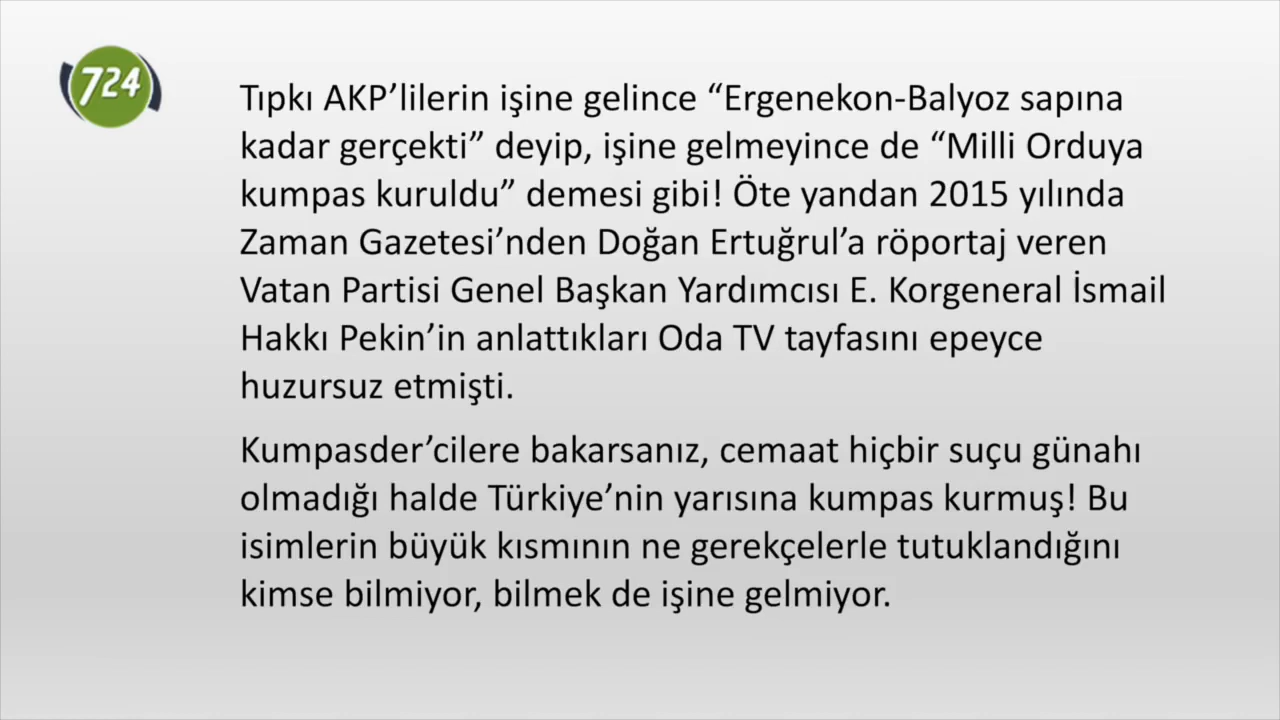 724
Tıpkı AKP’lilerin işine gelince “Ergenekon-Balyoz sapına
kadar gerçekti” deyip, işine gelmeyince de “Milli Orduya
kumpas kuruldu” demesi gibi! Öte yandan 2015 yılında
Zaman Gazetesi’nden Doğan Ertuğrul’a röportaj veren
Vatan Partisi Genel Başkan Yardımcısı E. Korgeneral İsmail
Hakkı Pekin’in anlattıkları Oda TV tayfasını epeyce
huzursuz etmişti.
Kumpasder’cilere bakarsanız, cemaat hiçbir suçu günahı
olmadığı halde Türkiye’nin yarısına kumpas kurmuş! Bu
isimlerin büyük kısmının ne gerekçelerle tutuklandığını
kimse bilmiyor, bilmek de işine gelmiyor.